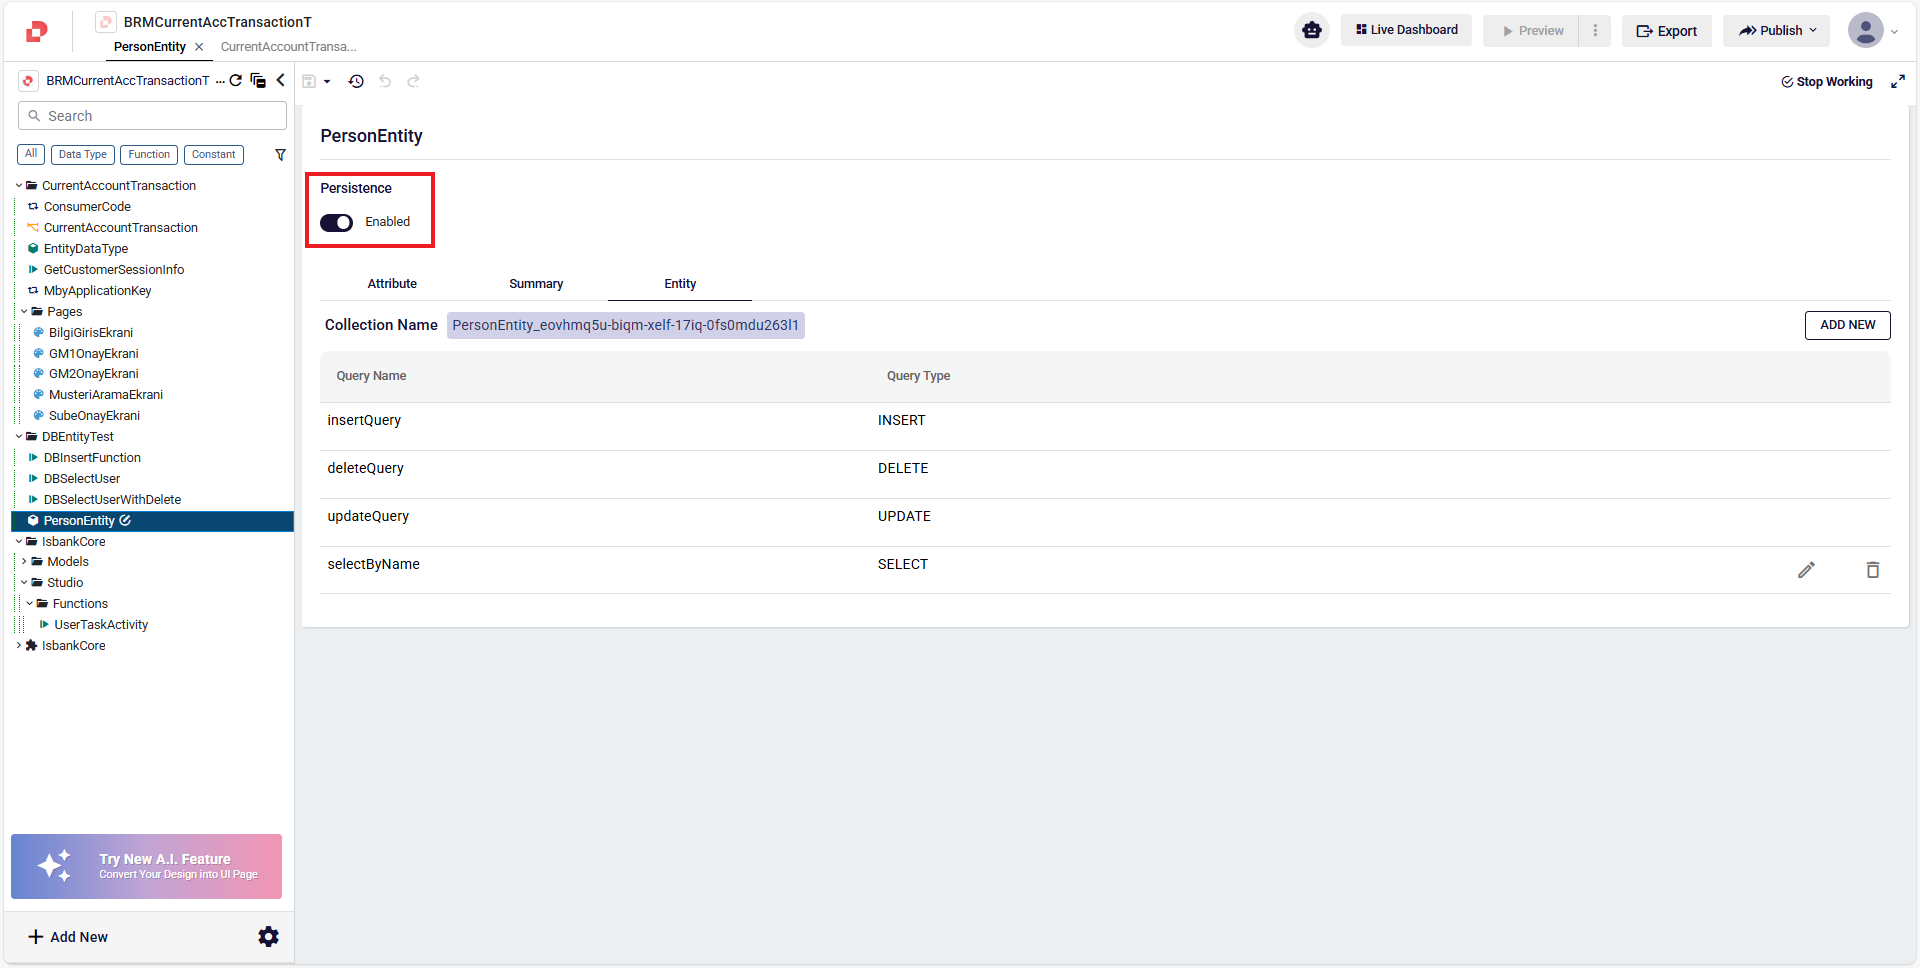 BRMCurrentAccTransactionT
PersonEntity
CurrentAccountTransa...
Live Dashboard
Preview
Export
Publish
BRMCurrentAccTransactionT ...
Stop Working
Search
All
Data Type
Function
Constant
CurrentAccountTransaction
ConsumerCode
CurrentAccountTransaction
EntityDataType
GetCustomerSessionInfo
MbyApplicationKey
Pages
BilgiGirisEkrani
GM1OnayEkrani
GM2OnayEkrani
MusteriAramaEkrani
SubeOnayEkrani
DBEntityTest
DBInsertFunction
DBSelectUser
DBSelectUserWithDelete
PersonEntity
IsbankCore
Models
Studio
Functions
UserTaskActivity
IsbankCore
Try New A.I. Feature
Convert Your Design into UI Page
Add New
PersonEntity
Persistence
Enabled
Attribute
Summary
Entity
Collection Name PersonEntity_eovhmq5u-biqm-xelf-17iq-0fs0mdu263l1
ADD NEW
Query Name Query Type
insertQuery INSERT
deleteQuery DELETE
updateQuery UPDATE
selectByName SELECT